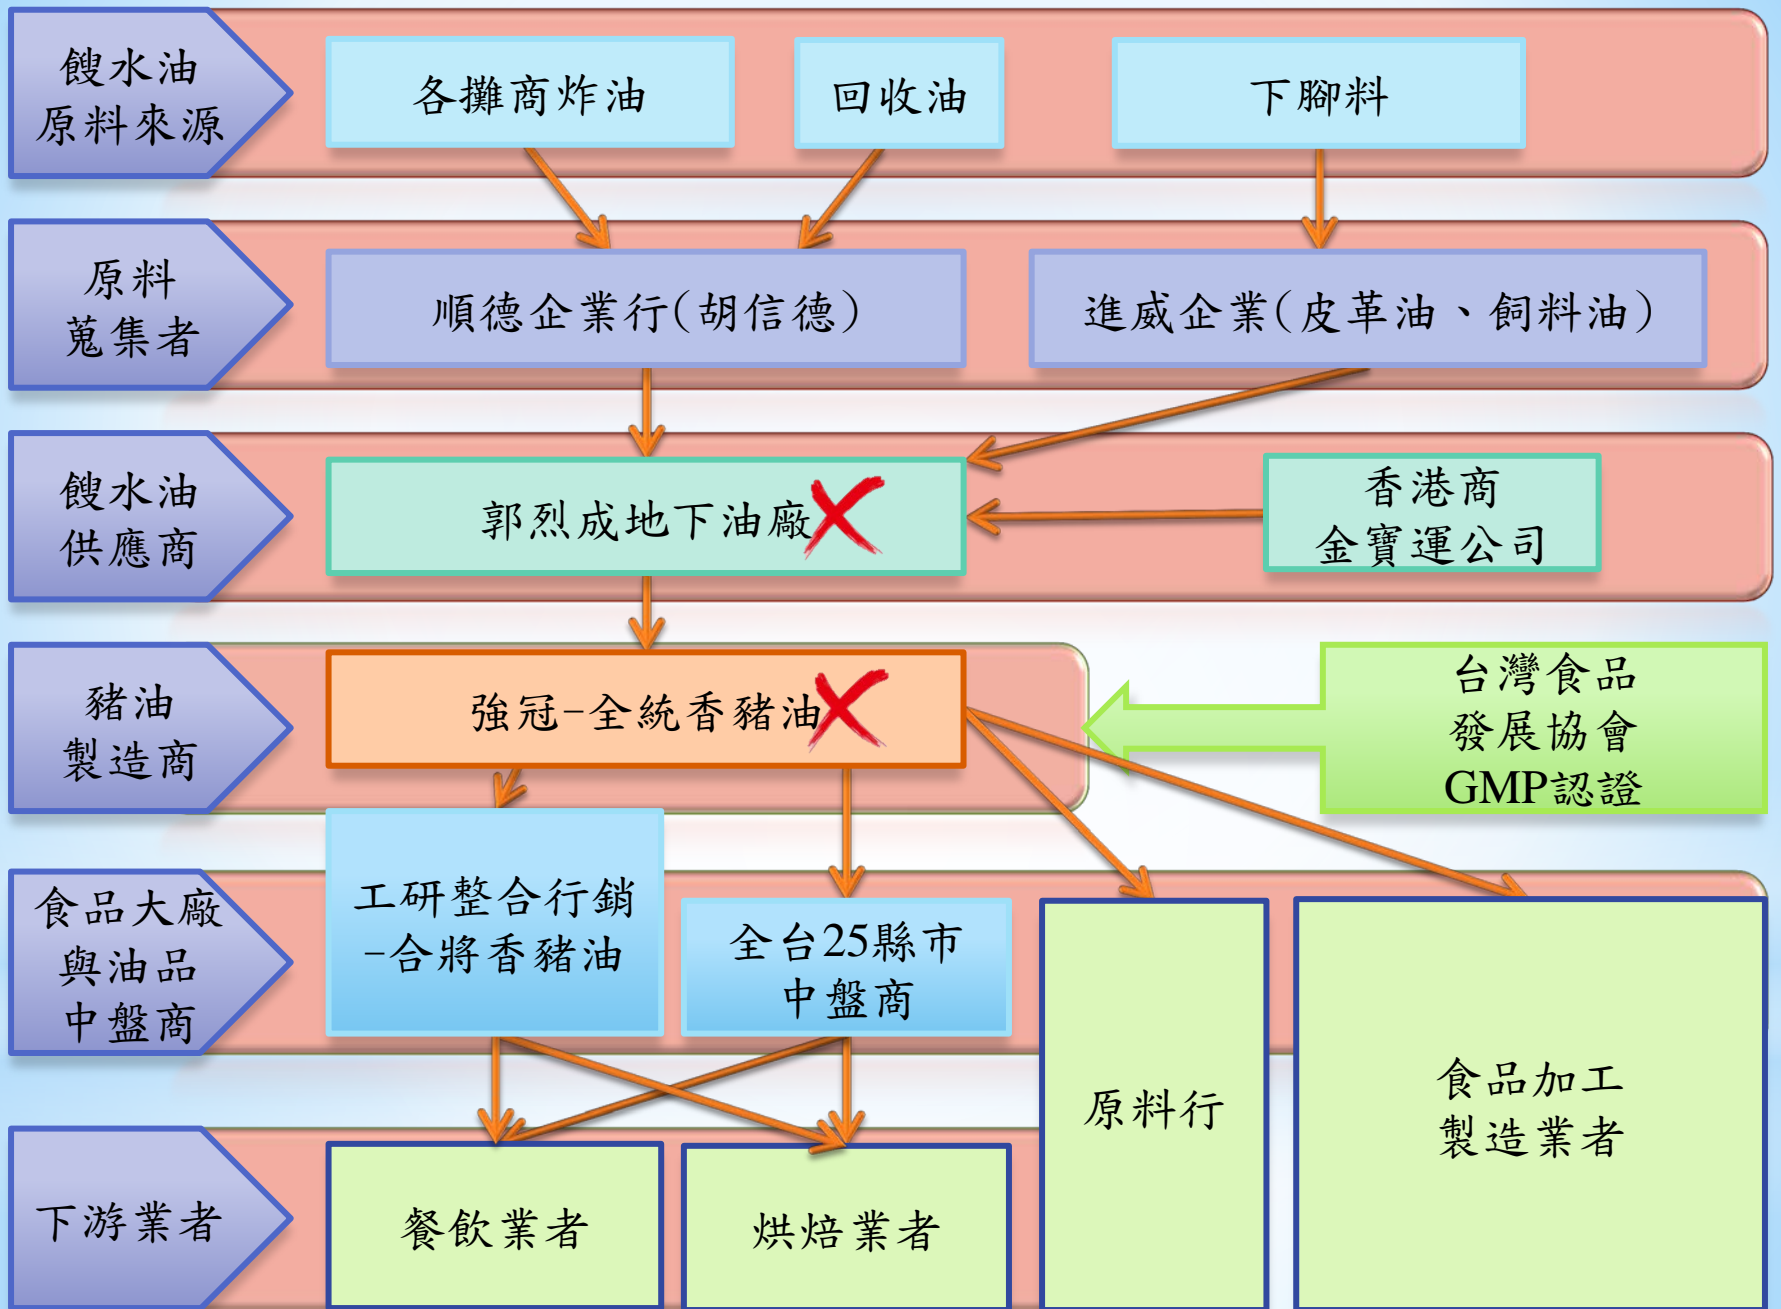 餿水油
原料來源
各攤商炸油
回收油
下腳料
原料
蒐集者
順德企業行(胡信德)
進威企業(皮革油、飼料油)
餿水油
供應商
郭烈成地下油廠
香港商
金寶運公司
豬油
製造商
強冠-全統香豬油
台灣食品
發展協會
GMP認證
食品大廠
與油品
中盤商
工研整合行銷
-合將香豬油
全台25縣市
中盤商
原料行
食品加工
製造業者
下游業者
餐飲業者
烘焙業者